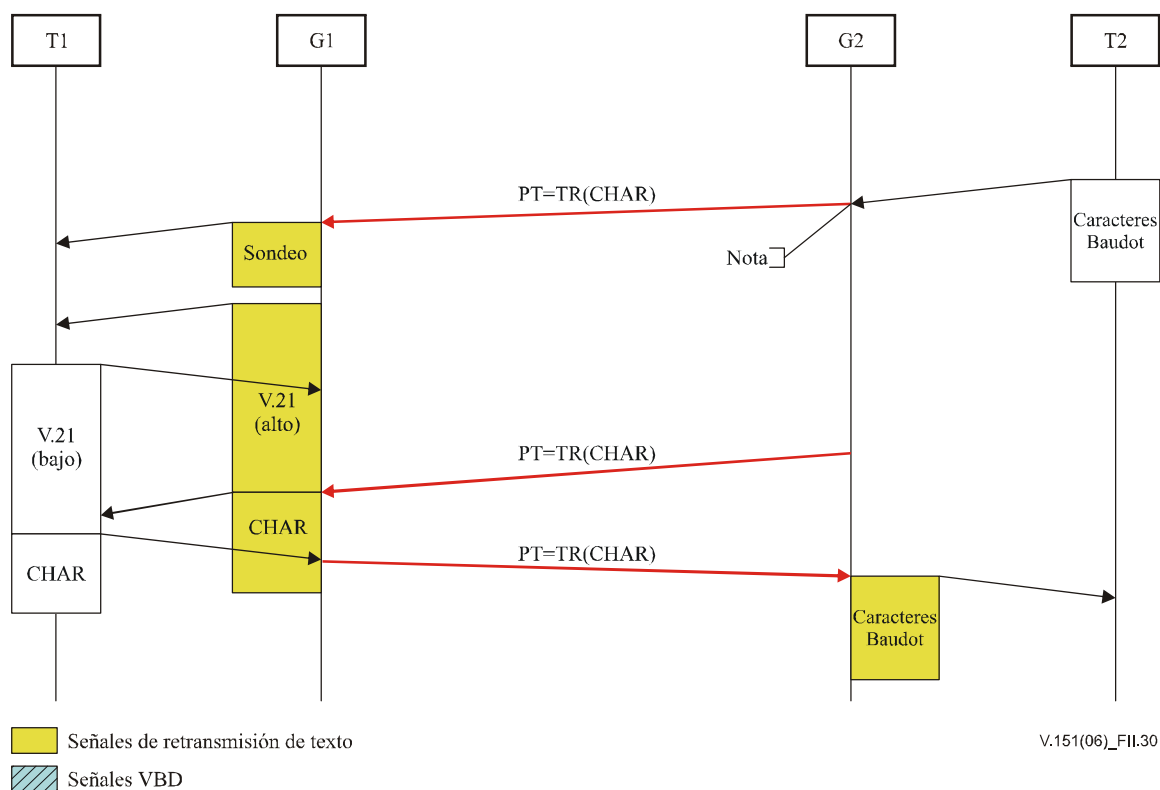 T1
G1
G2
T2
PT=TR(CHAR)
Caracteres
Baudot
Sondeo
Nota
V.21
(alto)
V.21
(bajo)
PT=TR(CHAR)
CHAR
PT=TR(CHAR)
CHAR
Caracteres
Baudot
Señales de retransmisión de texto
V.151(06)_FII.30
Señales VBD